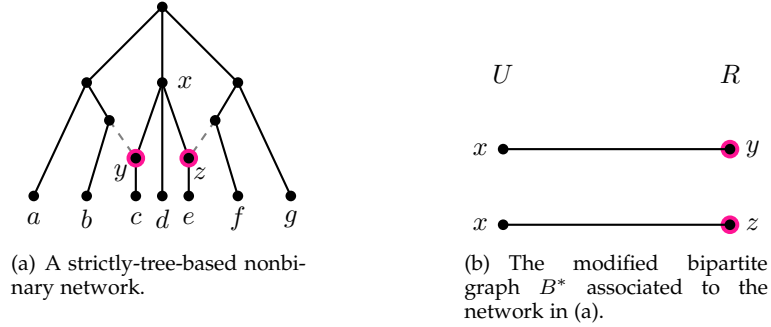 x
y
z
a b c d e f g
(a) A strictly-tree-based nonbi-
nary network.
U R
x y
x z
(b) The modified bipartite
graph B* associated to the
network in (a).